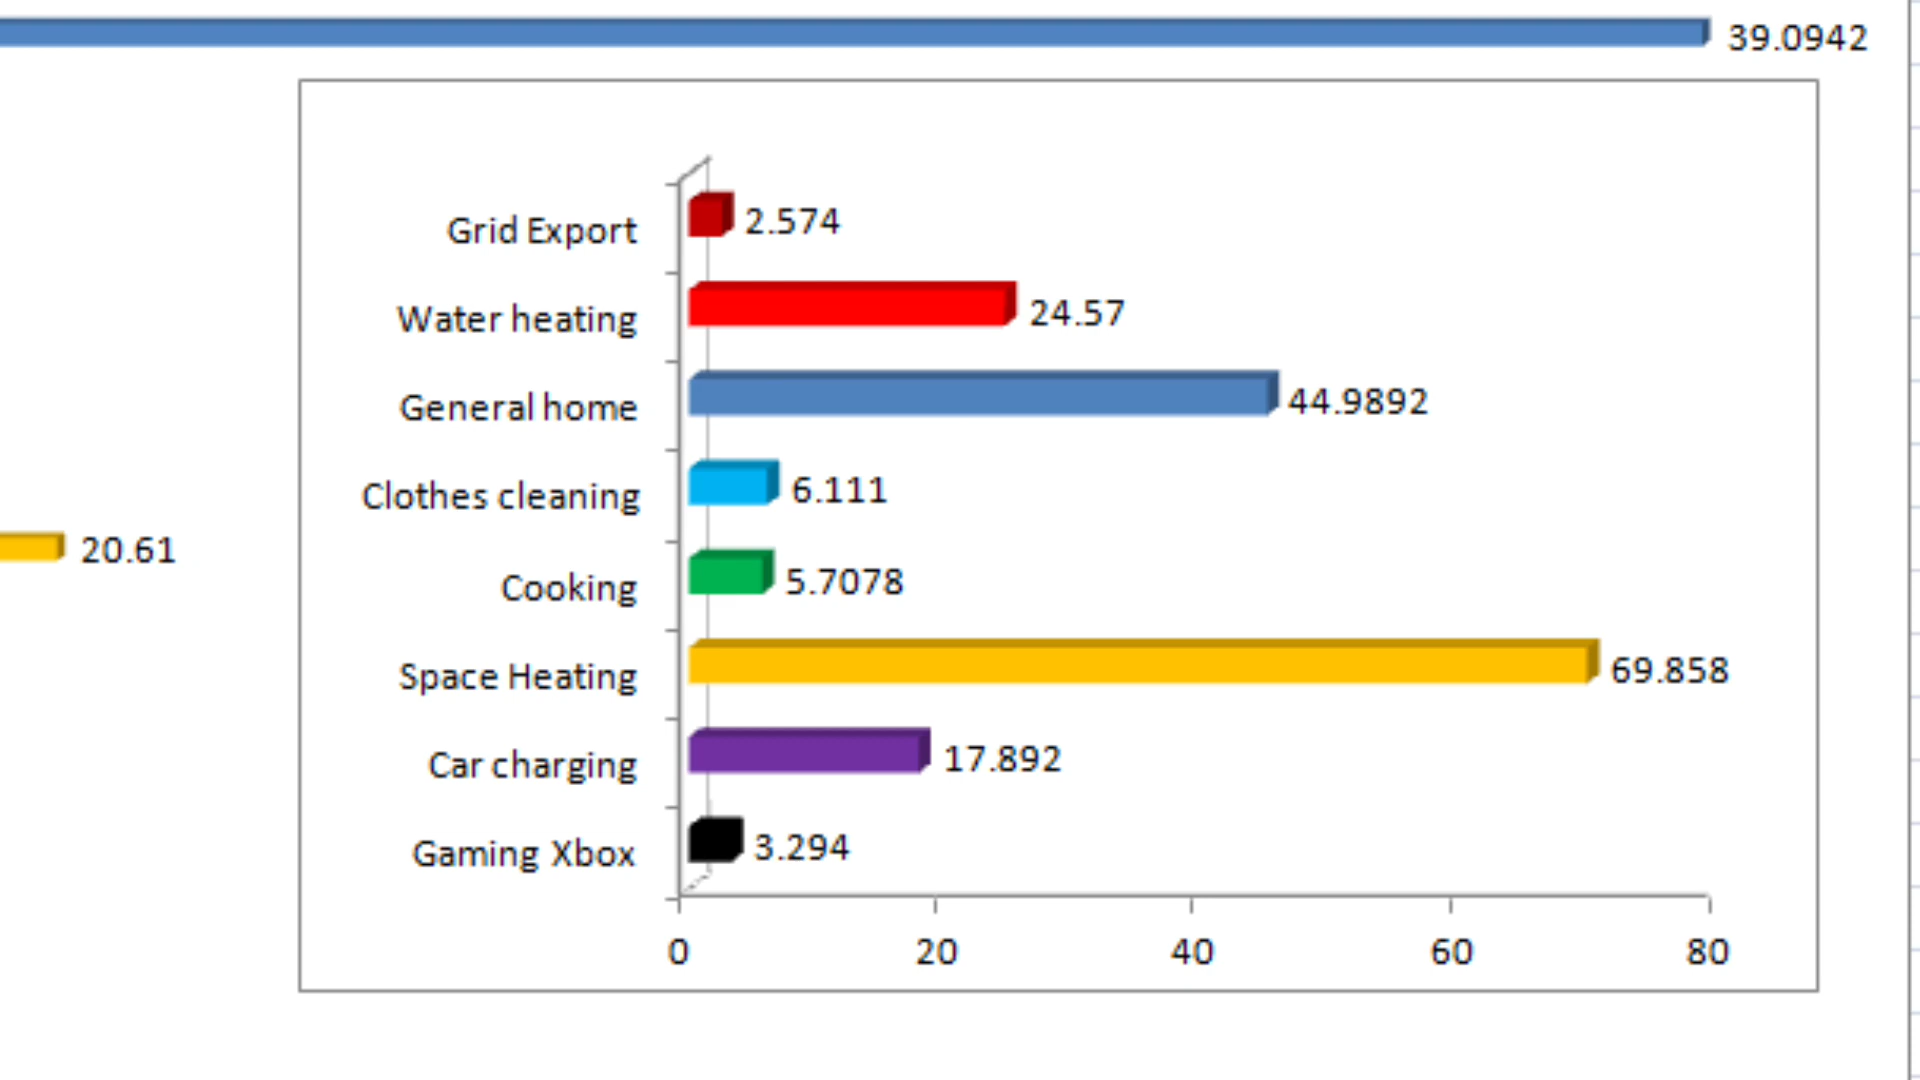 39.0942
Grid Export 2.574
Water heating 24.57
General home 44.9892
Clothes cleaning 6.111
20.61
Cooking 5.7078
Space Heating 69.858
Car charging 17.892
Gaming Xbox 3.294
0 20 40 60 80